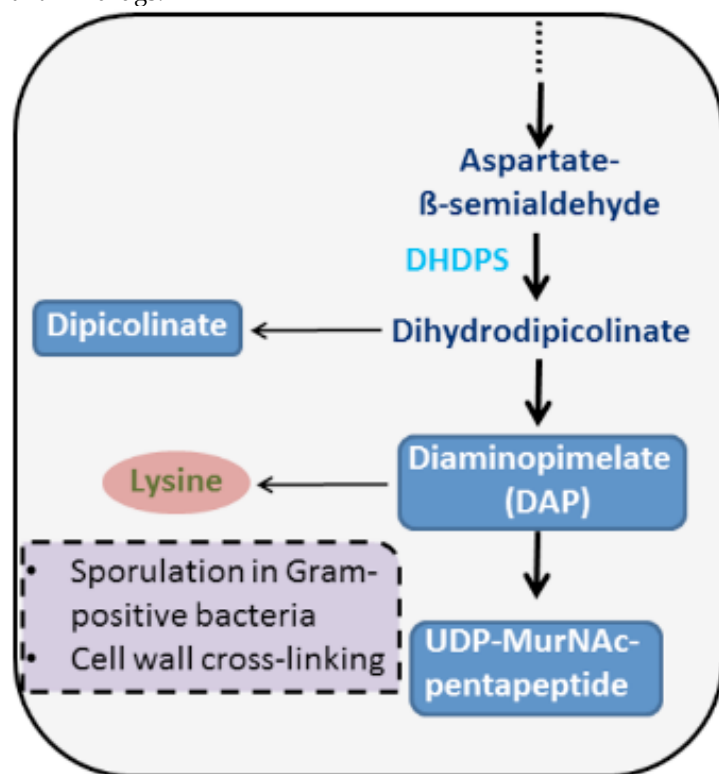 Aspartate-
ß-semialdehyde
DHDPS
Dipicolinate
Dihydrodipicolinate
Diaminopimelate
(DAP)
Lysine
• Sporulation in Gram-
positive bacteria
• Cell wall cross-linking
UDP-MurNAc-
pentapeptide